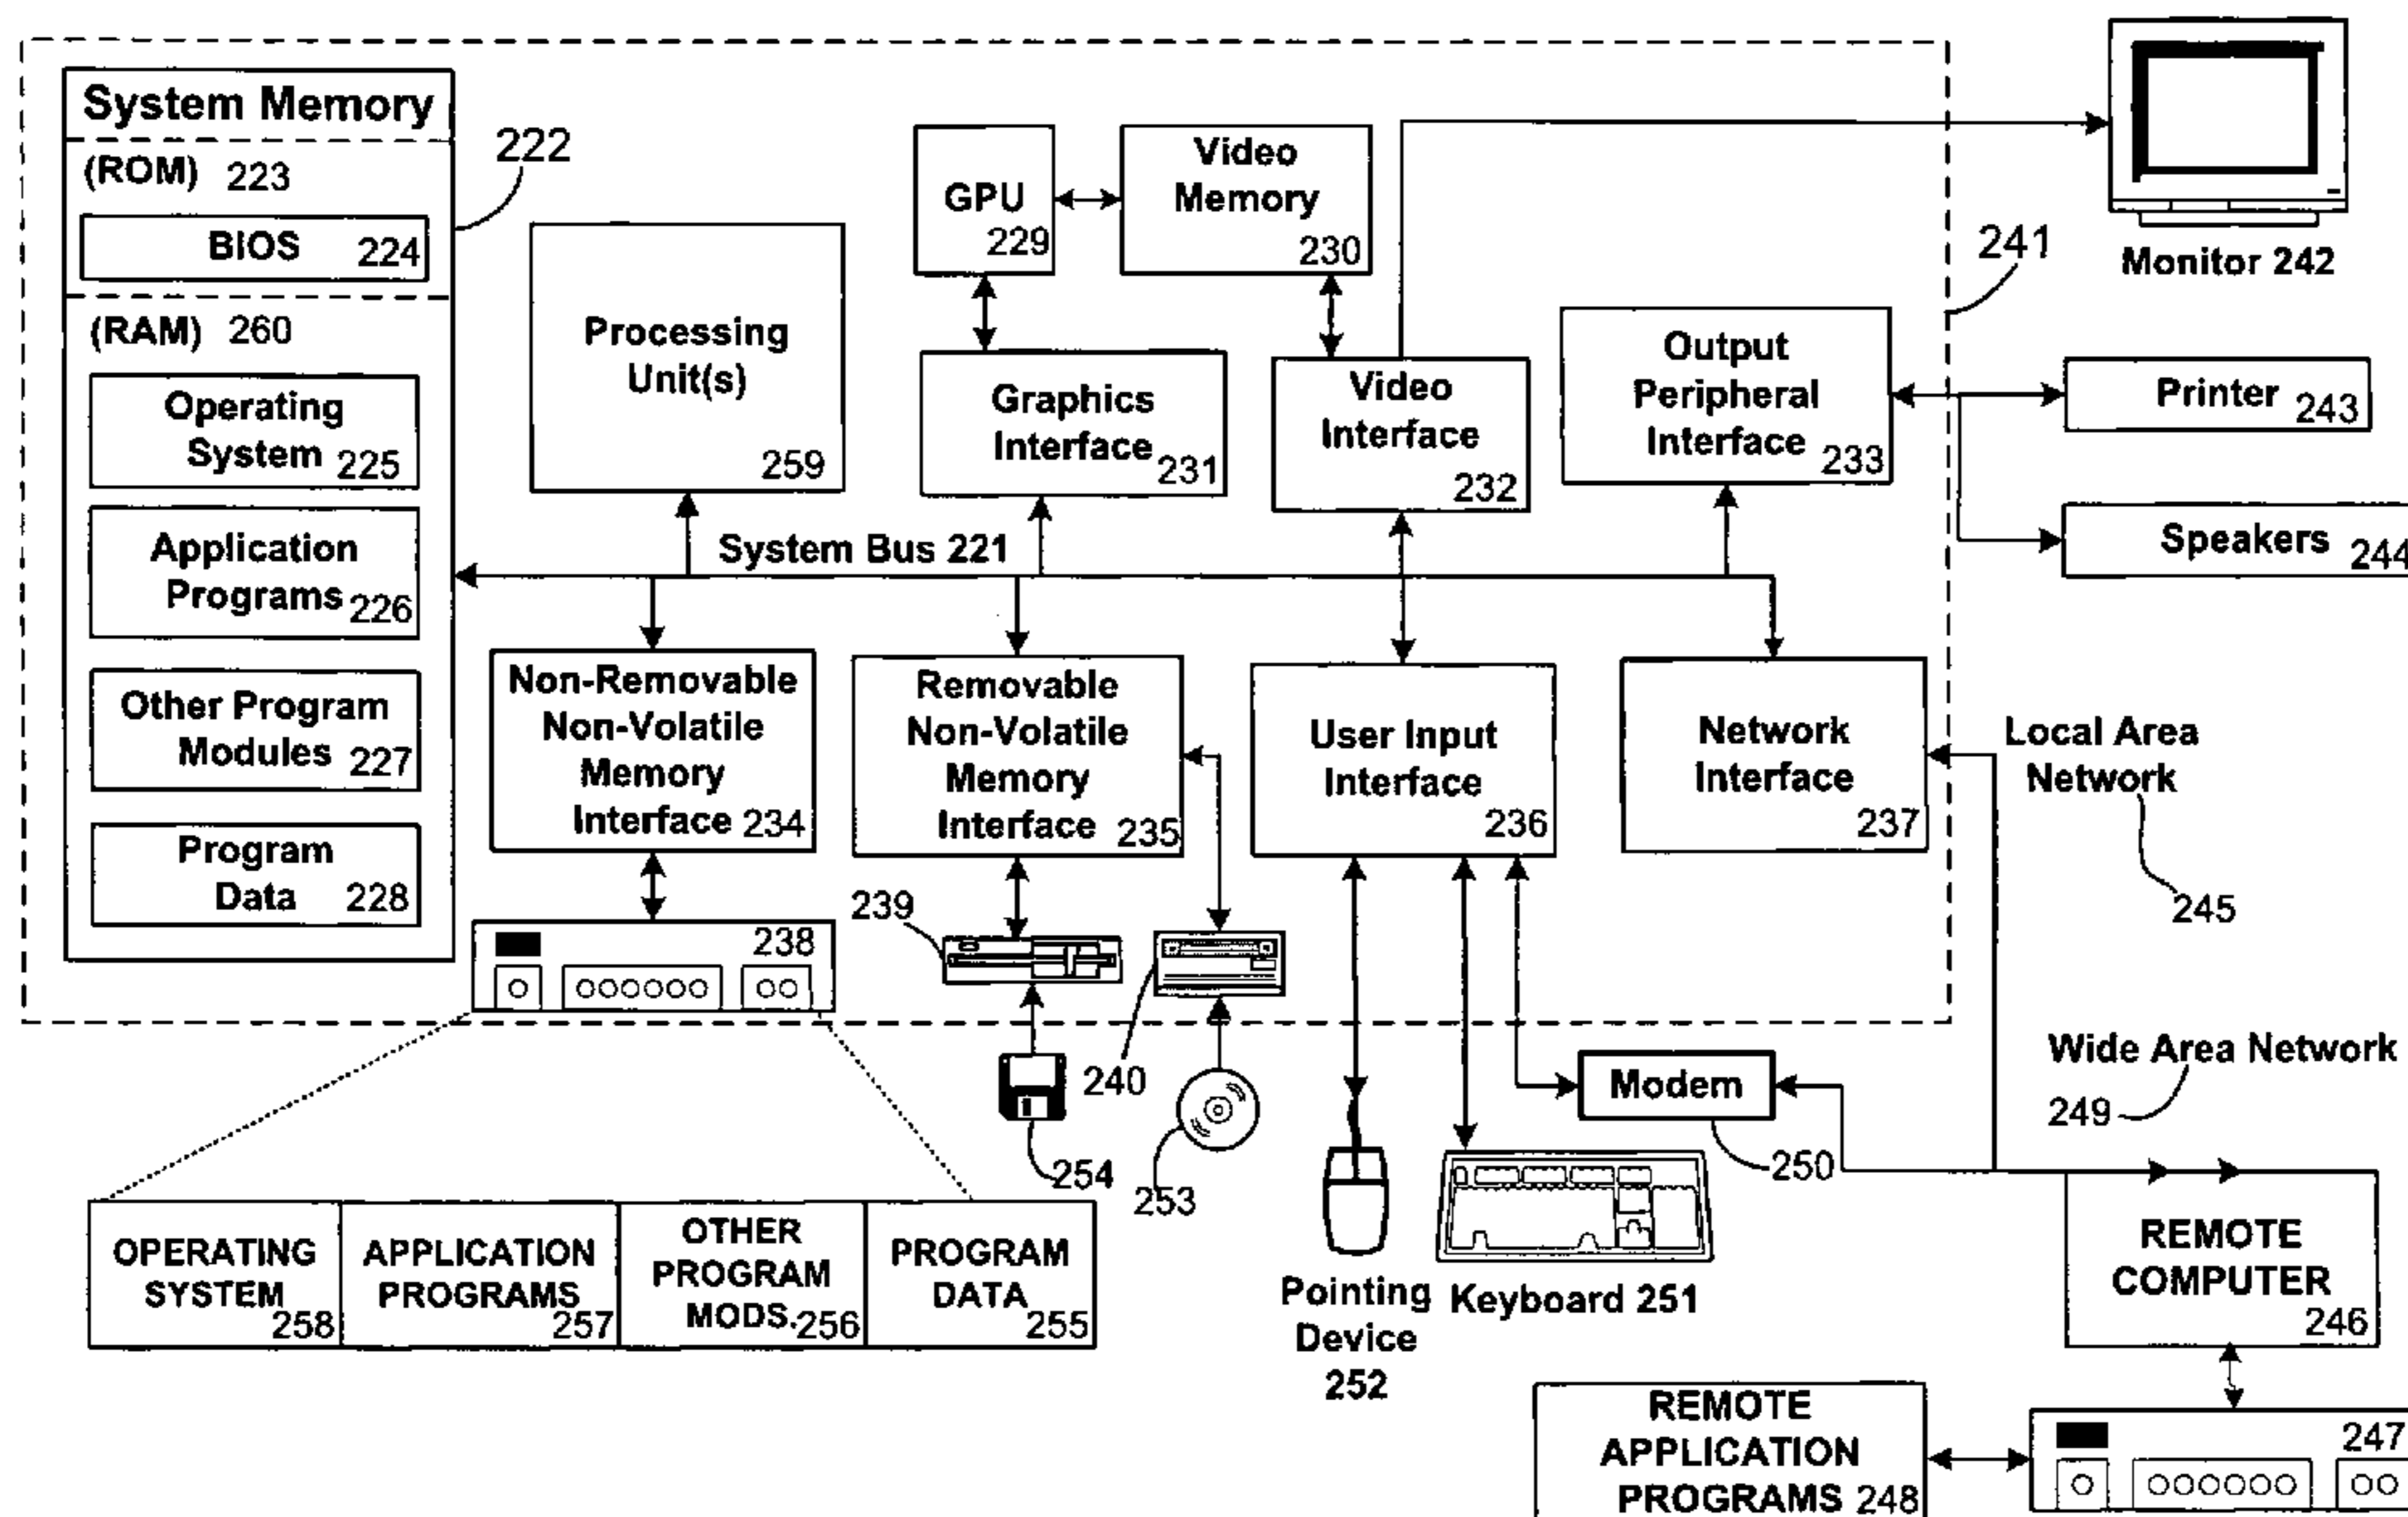 System Memory
(ROM) 223
BIOS 224
(RAM) 260
Operating
System 225
Application
Programs 226
Other Program
Modules 227
Program
Data 228
222
Processing
Unit(s)
259
GPU
229
Video
Memory
230
Graphics
Interface 231
Video
Interface
232
Output
Peripheral
Interface 233
241
Monitor 242
Printer 243
Speakers 244
System Bus 221
Non-Removable
Non-Volatile
Memory
Interface 234
Removable
Non-Volatile
Memory
Interface 235
User Input
Interface
236
Network
Interface
237
Local Area
Network
245
238
239
240
254
253
Modem
250
Wide Area Network
249
OPERATING
SYSTEM 258
APPLICATION
PROGRAMS 257
OTHER
PROGRAM
MODS. 256
PROGRAM
DATA 255
Pointing
Device
252
Keyboard 251
REMOTE
COMPUTER
246
REMOTE
APPLICATION
PROGRAMS 248
247